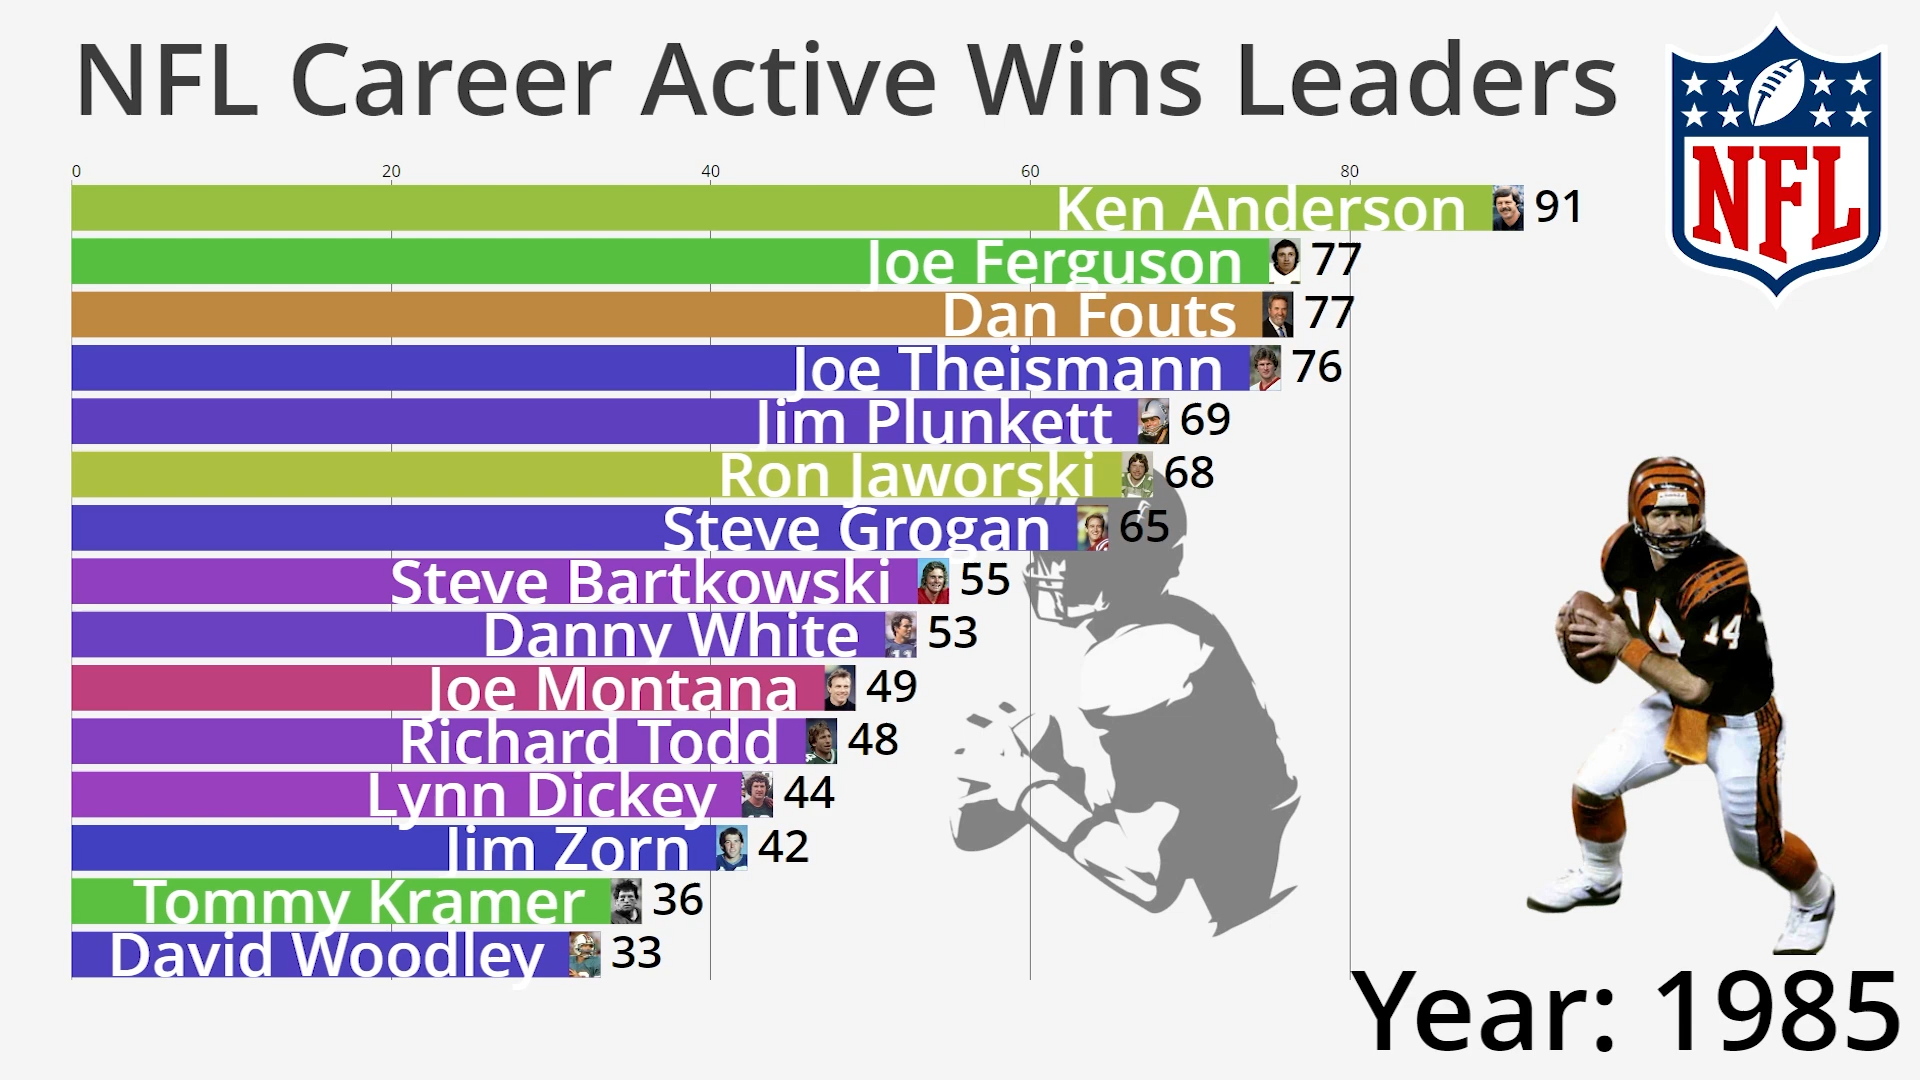 NFL Career Active Wins Leaders
NFL
0 20 40 60 80
Ken Anderson 91
Joe Ferguson 77
Dan Fouts 77
Joe Theismann 76
Jim Plunkett 69
Ron Jaworski 68
Steve Grogan 65
Steve Bartkowski 55
Danny White 53
11
Joe Montana 49
Richard Todd 48
Lynn Dickey 44
Jim Zorn 42
Tommy Kramer 36
David Woodley 33
14 14
Year: 1985